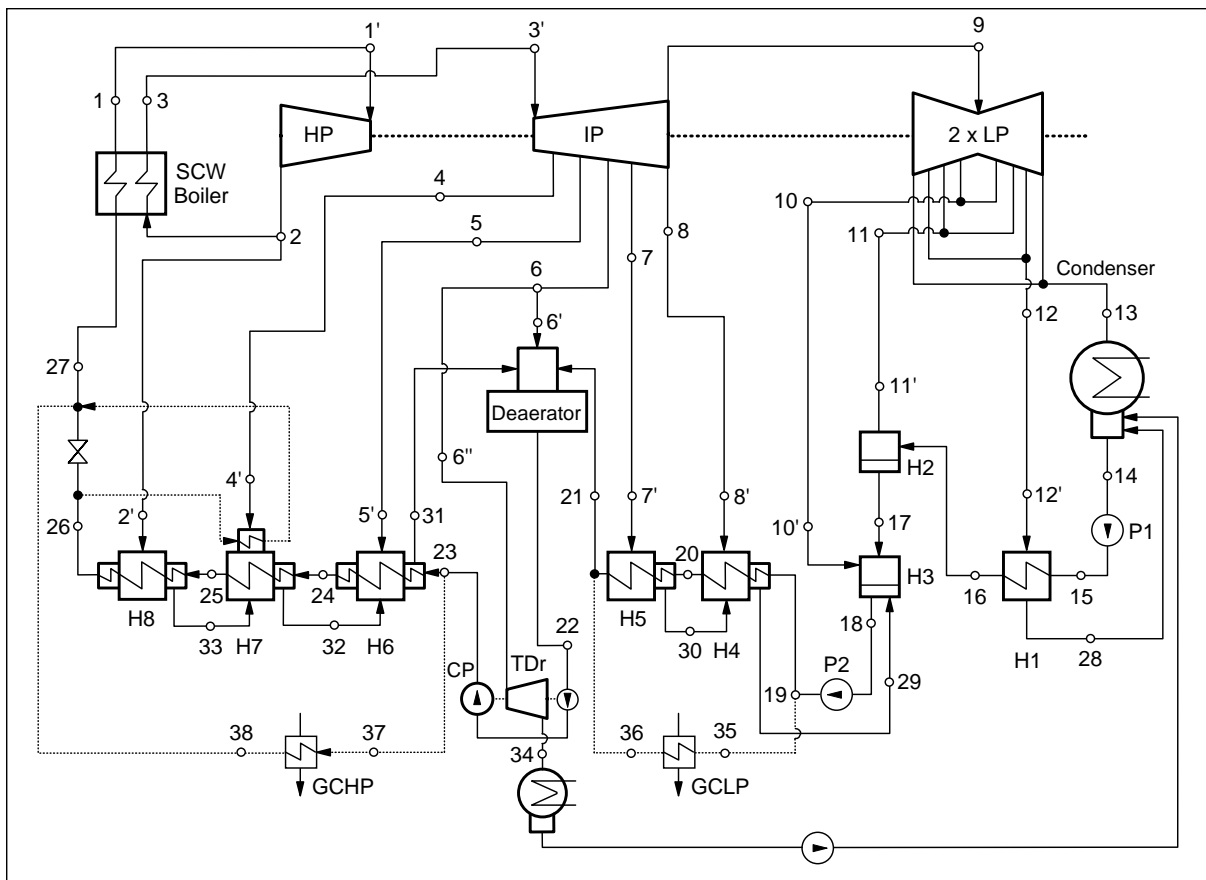 1' 3' 9
1 3
HP IP 2 x LP
SCW
Boiler
4 10
2 5 8 11
7 Condenser
6
6' 12 13
27
11'
Deaerator
H2
4' 6" 14
26 2' 5' 31 21 7' 8' 10' 17 12' P1
23 20
H3
25 24 16 15
H8 33 H7 32 H6 H5 30 H4 18 H1 28
22
CP TDr P2
19 29
38 37 34 36 35
GCHP GCLP